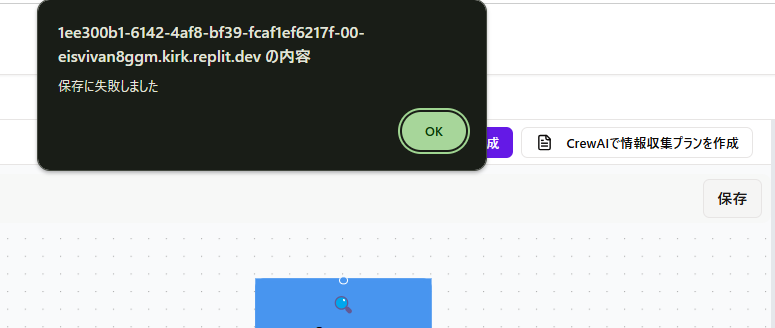 1ee300b1-6142-4af8-bf39-fcaf1ef6217f-00-
eisvivan8ggm.kirk.replit.dev の内容
保存に失敗しました
OK
成
CrewAIで情報収集プランを作成
保存